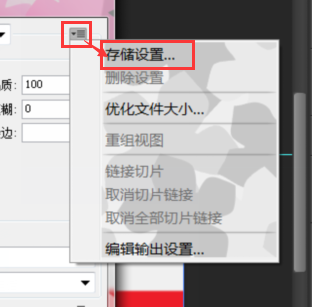 存储设置...
删除设置
质: 100
优化文件大小...
糊: 0
边:
重组视图
链接切片
取消切片链接
取消全部切片链接
编辑输出设置...